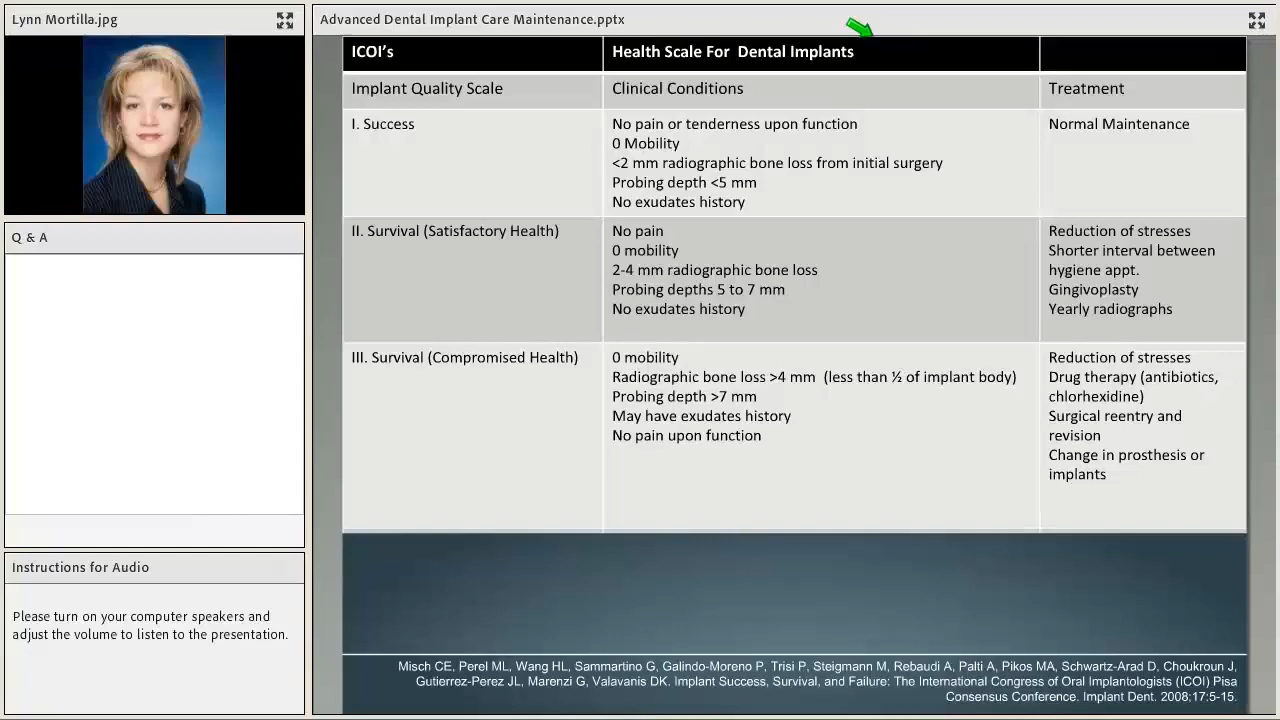 Lynn Mortilla.jpg
Q & A
Instructions for Audio
Please turn on your computer speakers and
adjust the volume to listen to the presentation.
Advanced Dental Implant Care Maintenance.pptx
ICOI's
Health Scale For Dental Implants
Implant Quality Scale
Clinical Conditions
Treatment
I. Success
No pain or tenderness upon function
0 Mobility
<2 mm radiographic bone loss from initial surgery
Probing depth <5 mm
No exudates history
Normal Maintenance
II. Survival (Satisfactory Health)
No pain
0 mobility
2-4 mm radiographic bone loss
Probing depths 5 to 7 mm
No exudates history
Reduction of stresses
Shorter interval between
hygiene appt.
Gingivoplasty
Yearly radiographs
III. Survival (Compromised Health)
0 mobility
Radiographic bone loss >4 mm (less than ½ of implant body)
Probing depth >7 mm
May have exudates history
No pain upon function
Reduction of stresses
Drug therapy (antibiotics,
chlorhexidine)
Surgical reentry and
revision
Change in prosthesis or
implants
Misch CE, Perel ML, Wang HL, Sammartino G, Galindo-Moreno P, Trisi P, Steigmann M, Rebaudi A, Palti A, Pikos MA, Schwartz-Arad D, Choukroun J,
Gutierrez-Perez JL, Marenzi G, Valavanis DK. Implant Success, Survival, and Failure: The International Congress of Oral Implantologists (ICOI) Pisa
Consensus Conference. Implant Dent. 2008;17:5-15.